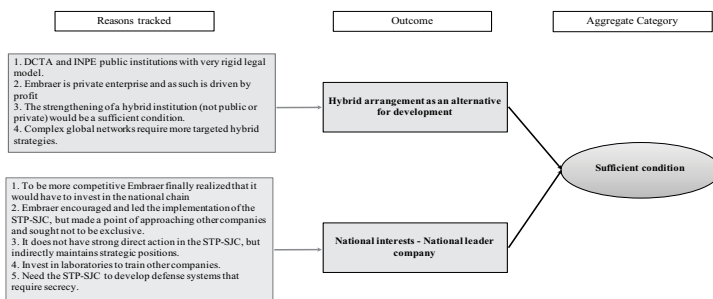 Reasons tracked
Outcome
Aggregate Category
1. DCTA and INPE public institutions with very rigid legal
model.
2. Embraer is private enterprise and as such is driven by
profit
3. The strengthening of a hybrid institution (not public or
private) would be a sufficient condition.
4. Complex global networks require more targeted hybrid
strategies.
Hybrid arrangement as an alternative
for development
Sufficient condition
1. To be more competitive Embraer finally realized that it
would have to invest in the national chain
2. Embraer encouraged and led the implementation of the
STP-SJC, but made a point of approaching other companies
and sought not to be exclusive.
3. It does not have strong direct action in the STP-SJC, but
indirectly maintains strategic positions.
4. Invest in laboratories to train other companies.
5. Need the STP-SJC to develop defense systems that
require secrecy.
National interests - National leader
company